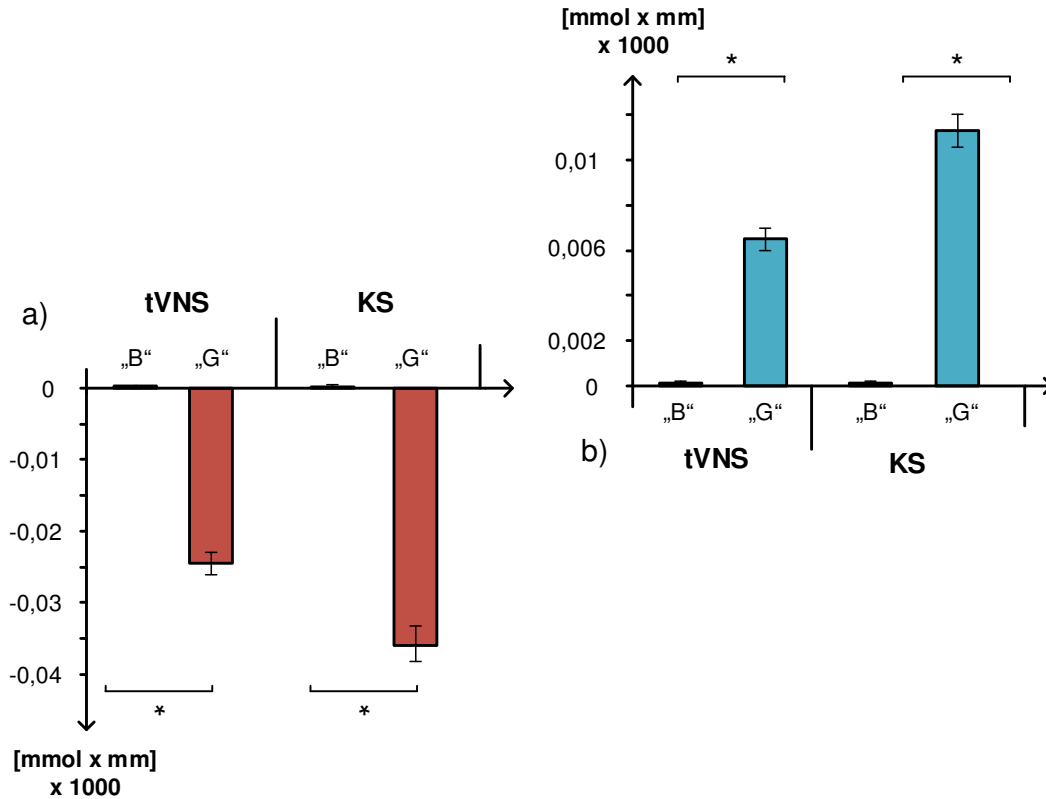 a)
tVNS KS
„B“ „G“ „B“ „G“
0
-0,01
-0,02
-0,03
-0,04
* *
[mmol x mm]
x 1000
[mmol x mm]
x 1000
* *
0,01
0,006
0,002
0
„B“ „G“ „B“ „G“
b)
tVNS KS